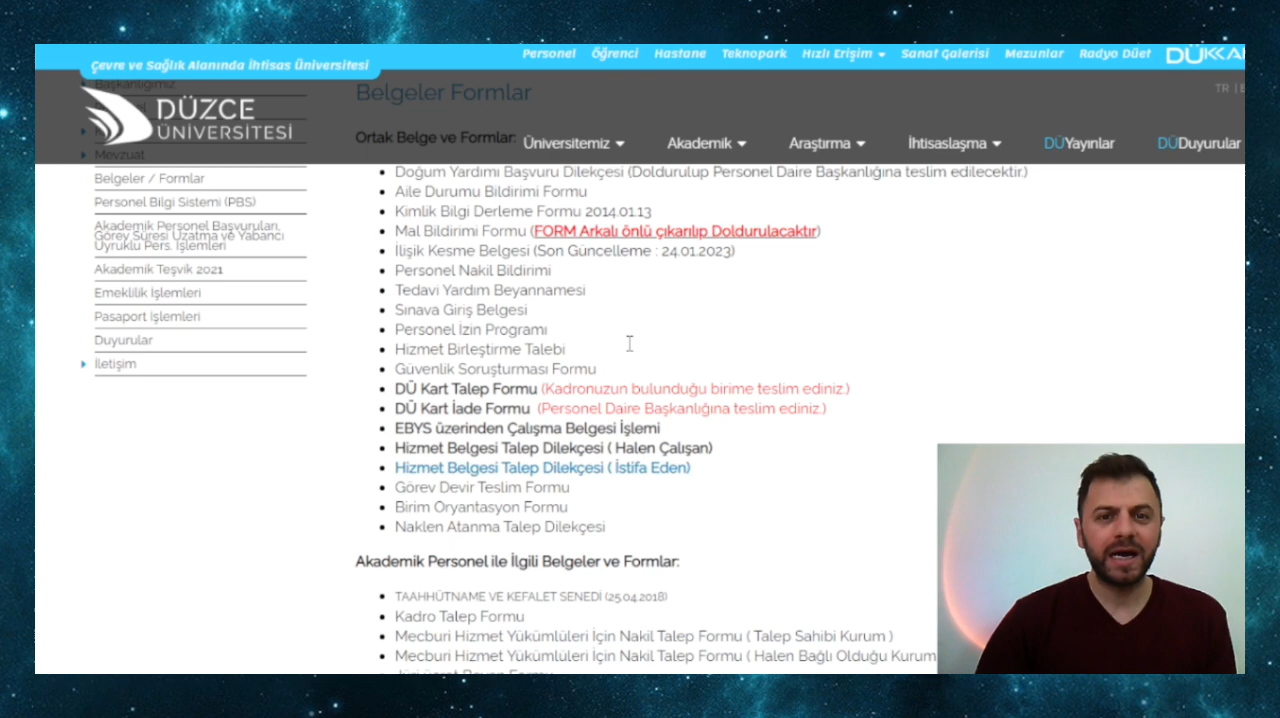 Personel Öğrenci Hastane Teknopark Hızlı Erişim Sanat Galerisi Mezunlar Radyo Düet
Çevre ve Sağlık Alanında İhtisas Üniversitesi
TR
DÜZCE
ÜNİVERSİTESİ
Üniversitemiz Akademik Araştırma İhtisaslaşma DÜYayınlar DÜDuyurular
Başkanlığımız
Mevzuat
Belgeler / Formlar
Personel Bilgi Sistemi (PBS)
Akademik Personel Başvuruları,
Görev Süresi Uzatma ve Yabancı
Uyruklu Pers. İşlemleri
Akademik Teşvik 2021
Emeklilik İşlemleri
Pasaport İşlemleri
Duyurular
İletişim
Belgeler Formlar
Ortak Belge ve Formlar:
Doğum Yardımı Başvuru Dilekçesi (Doldurulup Personel Daire Başkanlığına teslim edilecektir.)
Aile Durumu Bildirimi Formu
Kimlik Bilgi Derleme Formu 2014.01.13
Mal Bildirimi Formu (FORM Arkalı önlü çıkarılıp Doldurulacaktır)
İlişik Kesme Belgesi (Son Güncelleme : 24.01.2023)
Personel Nakil Bildirimi
Tedavi Yardım Beyannamesi
Sınava Giriş Belgesi
Personel İzin Programı
Hizmet Birleştirme Talebi
Güvenlik Soruşturması Formu
DÜ Kart Talep Formu (Kadronuzun bulunduğu birime teslim ediniz.)
DÜ Kart İade Formu (Personel Daire Başkanlığına teslim ediniz.)
EBYS üzerinden Çalışma Belgesi İşlemi
Hizmet Belgesi Talep Dilekçesi ( Halen Çalışan)
Hizmet Belgesi Talep Dilekçesi ( İstifa Eden)
Görev Devir Teslim Formu
Birim Oryantasyon Formu
Naklen Atanma Talep Dilekçesi
Akademik Personel ile İlgili Belgeler ve Formlar:
TAAHHÜTNAME VE KEFALET SENEDİ (25.04.2018)
Kadro Talep Formu
Mecburi Hizmet Yükümlüleri İçin Nakil Talep Formu ( Talep Sahibi Kurum )
Mecburi Hizmet Yükümlüleri İçin Nakil Talep Formu ( Halen Bağlı Olduğu Kurum